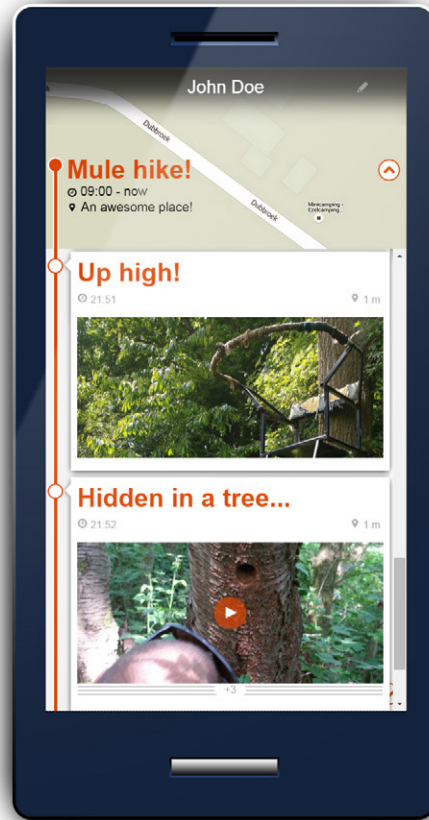 John Doe
Dubbroek
Mule hike!
09:00 - now
An awesome place!
Dubbroek
Minicamping -
Ezelcamping...
Up high!
21:51
1 m
Hidden in a tree...
21:52
1 m
+3